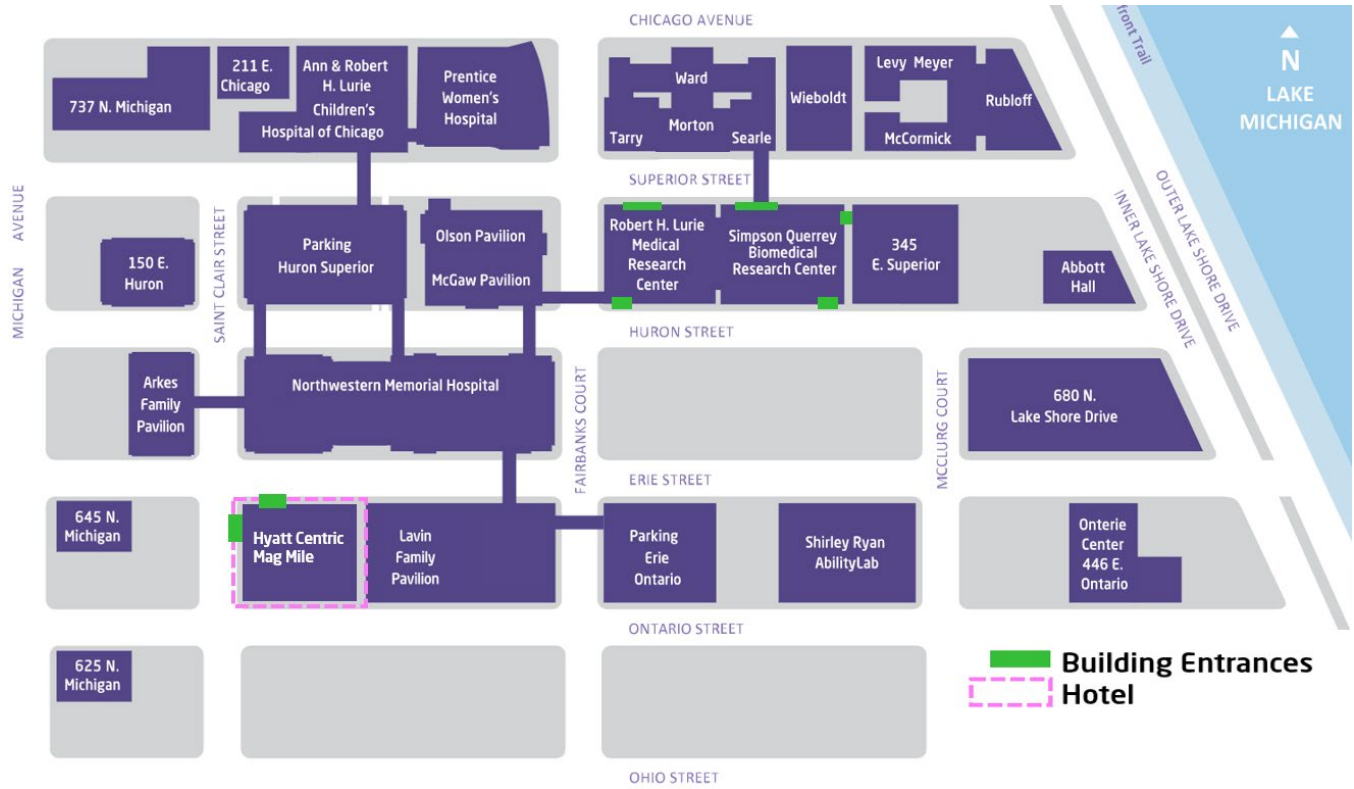 CHICAGO AVENUE
front Trail
N
LAKE
MICHIGAN
737 N. Michigan
211 E.
Chicago
Ann & Robert
H. Lurie
Children's
Hospital of Chicago
Prentice
Women's
Hospital
Ward
Morton
Tarry
Searle
Wieboldt
Levy Meyer
McCormick
Rubloff
SUPERIOR STREET
MICHIGAN AVENUE
SAINT CLAIR STREET
INNER LAKE SHORE DRIVE
OUTER LAKE SHORE DRIVE
150 E.
Huron
Parking
Huron Superior
Olson Pavilion
McGaw Pavilion
Robert H. Lurie
Medical
Research
Center
Simpson Querrey
Biomedical
Research Center
345
E. Superior
Abbott
Hall
HURON STREET
Arkes
Family
Pavilion
Northwestern Memorial Hospital
FAIRBANKS COURT
MCCLURG COURT
680 N.
Lake Shore Drive
ERIE STREET
645 N.
Michigan
Hyatt Centric
Mag Mile
Lavin
Family
Pavilion
Parking
Erie
Ontario
Shirley Ryan
AbilityLab
Onterie
Center
446 E.
Ontario
ONTARIO STREET
625 N.
Michigan
Building Entrances
Hotel
OHIO STREET